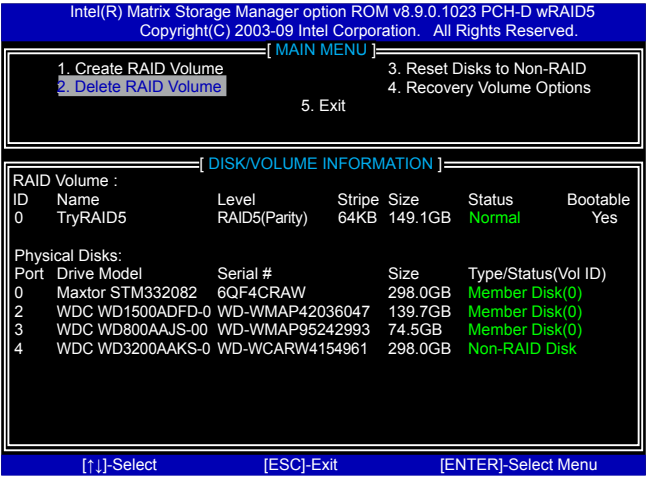 Intel(R) Matrix Storage Manager option ROM v8.9.0.1023 PCH-D wRAID5
Copyright(C) 2003-09 Intel Corporation. All Rights Reserved.
[ MAIN MENU ]
1. Create RAID Volume 3. Reset Disks to Non-RAID
2. Delete RAID Volume 4. Recovery Volume Options
5. Exit
[ DISK/VOLUME INFORMATION ]
RAID Volume :
ID Name Level Stripe Size Status Bootable
0 TryRAID5 RAID5(Parity) 64KB 149.1GB Normal Yes
Physical Disks:
Port Drive Model Serial # Size Type/Status(Vol ID)
0 Maxtor STM332082 6QF4CRAW 298.0GB Member Disk(0)
2 WDC WD1500ADFD-0 WD-WMAP42036047 139.7GB Member Disk(0)
3 WDC WD800AAJS-00 WD-WMAP95242993 74.5GB Member Disk(0)
4 WDC WD3200AAKS-0 WD-WCARW4154961 298.0GB Non-RAID Disk
[↑↓]-Select [ESC]-Exit [ENTER]-Select Menu